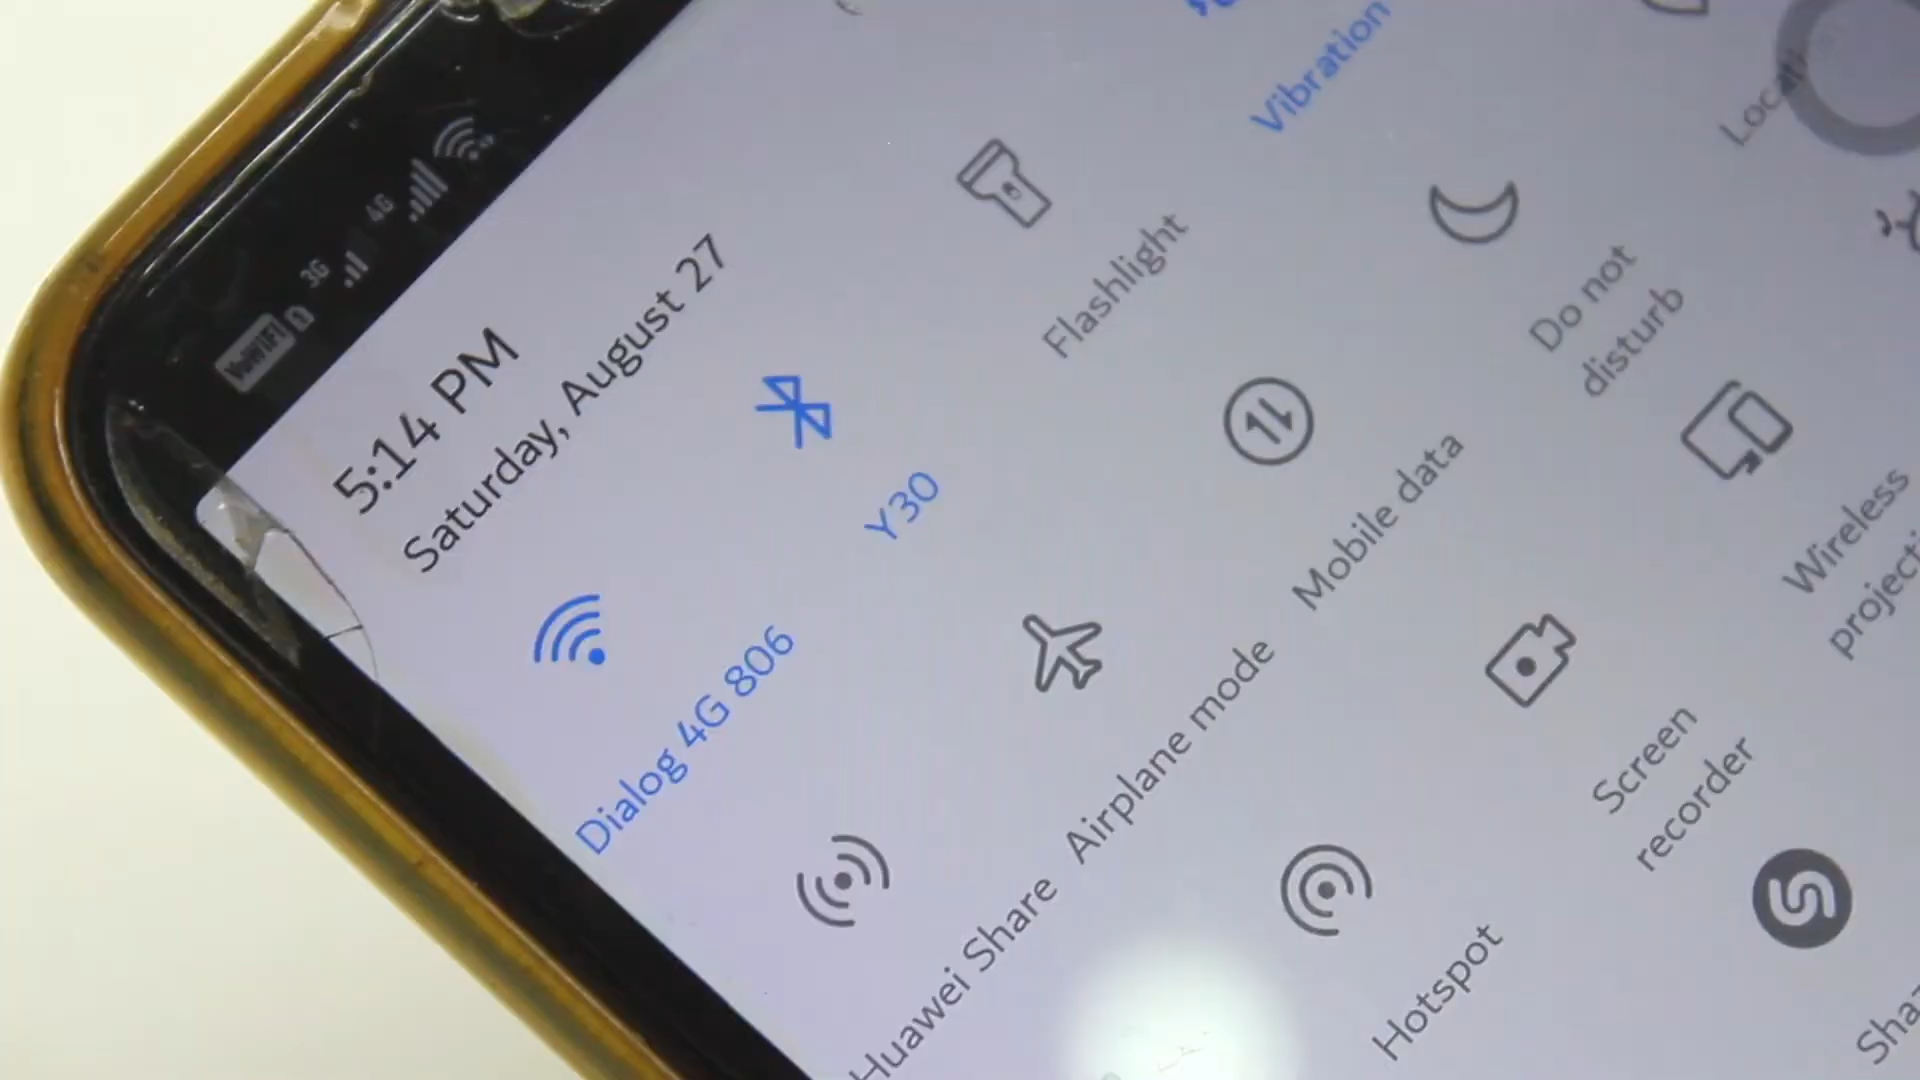 VoWiFi
3G
4G
5:14 PM
Saturday, August 27
Dialog 4G 806
Y30
Flashlight
Vibration
Huawei Share
Airplane mode
Mobile data
Do not
disturb
Hotspot
Screen
recorder
Wireless